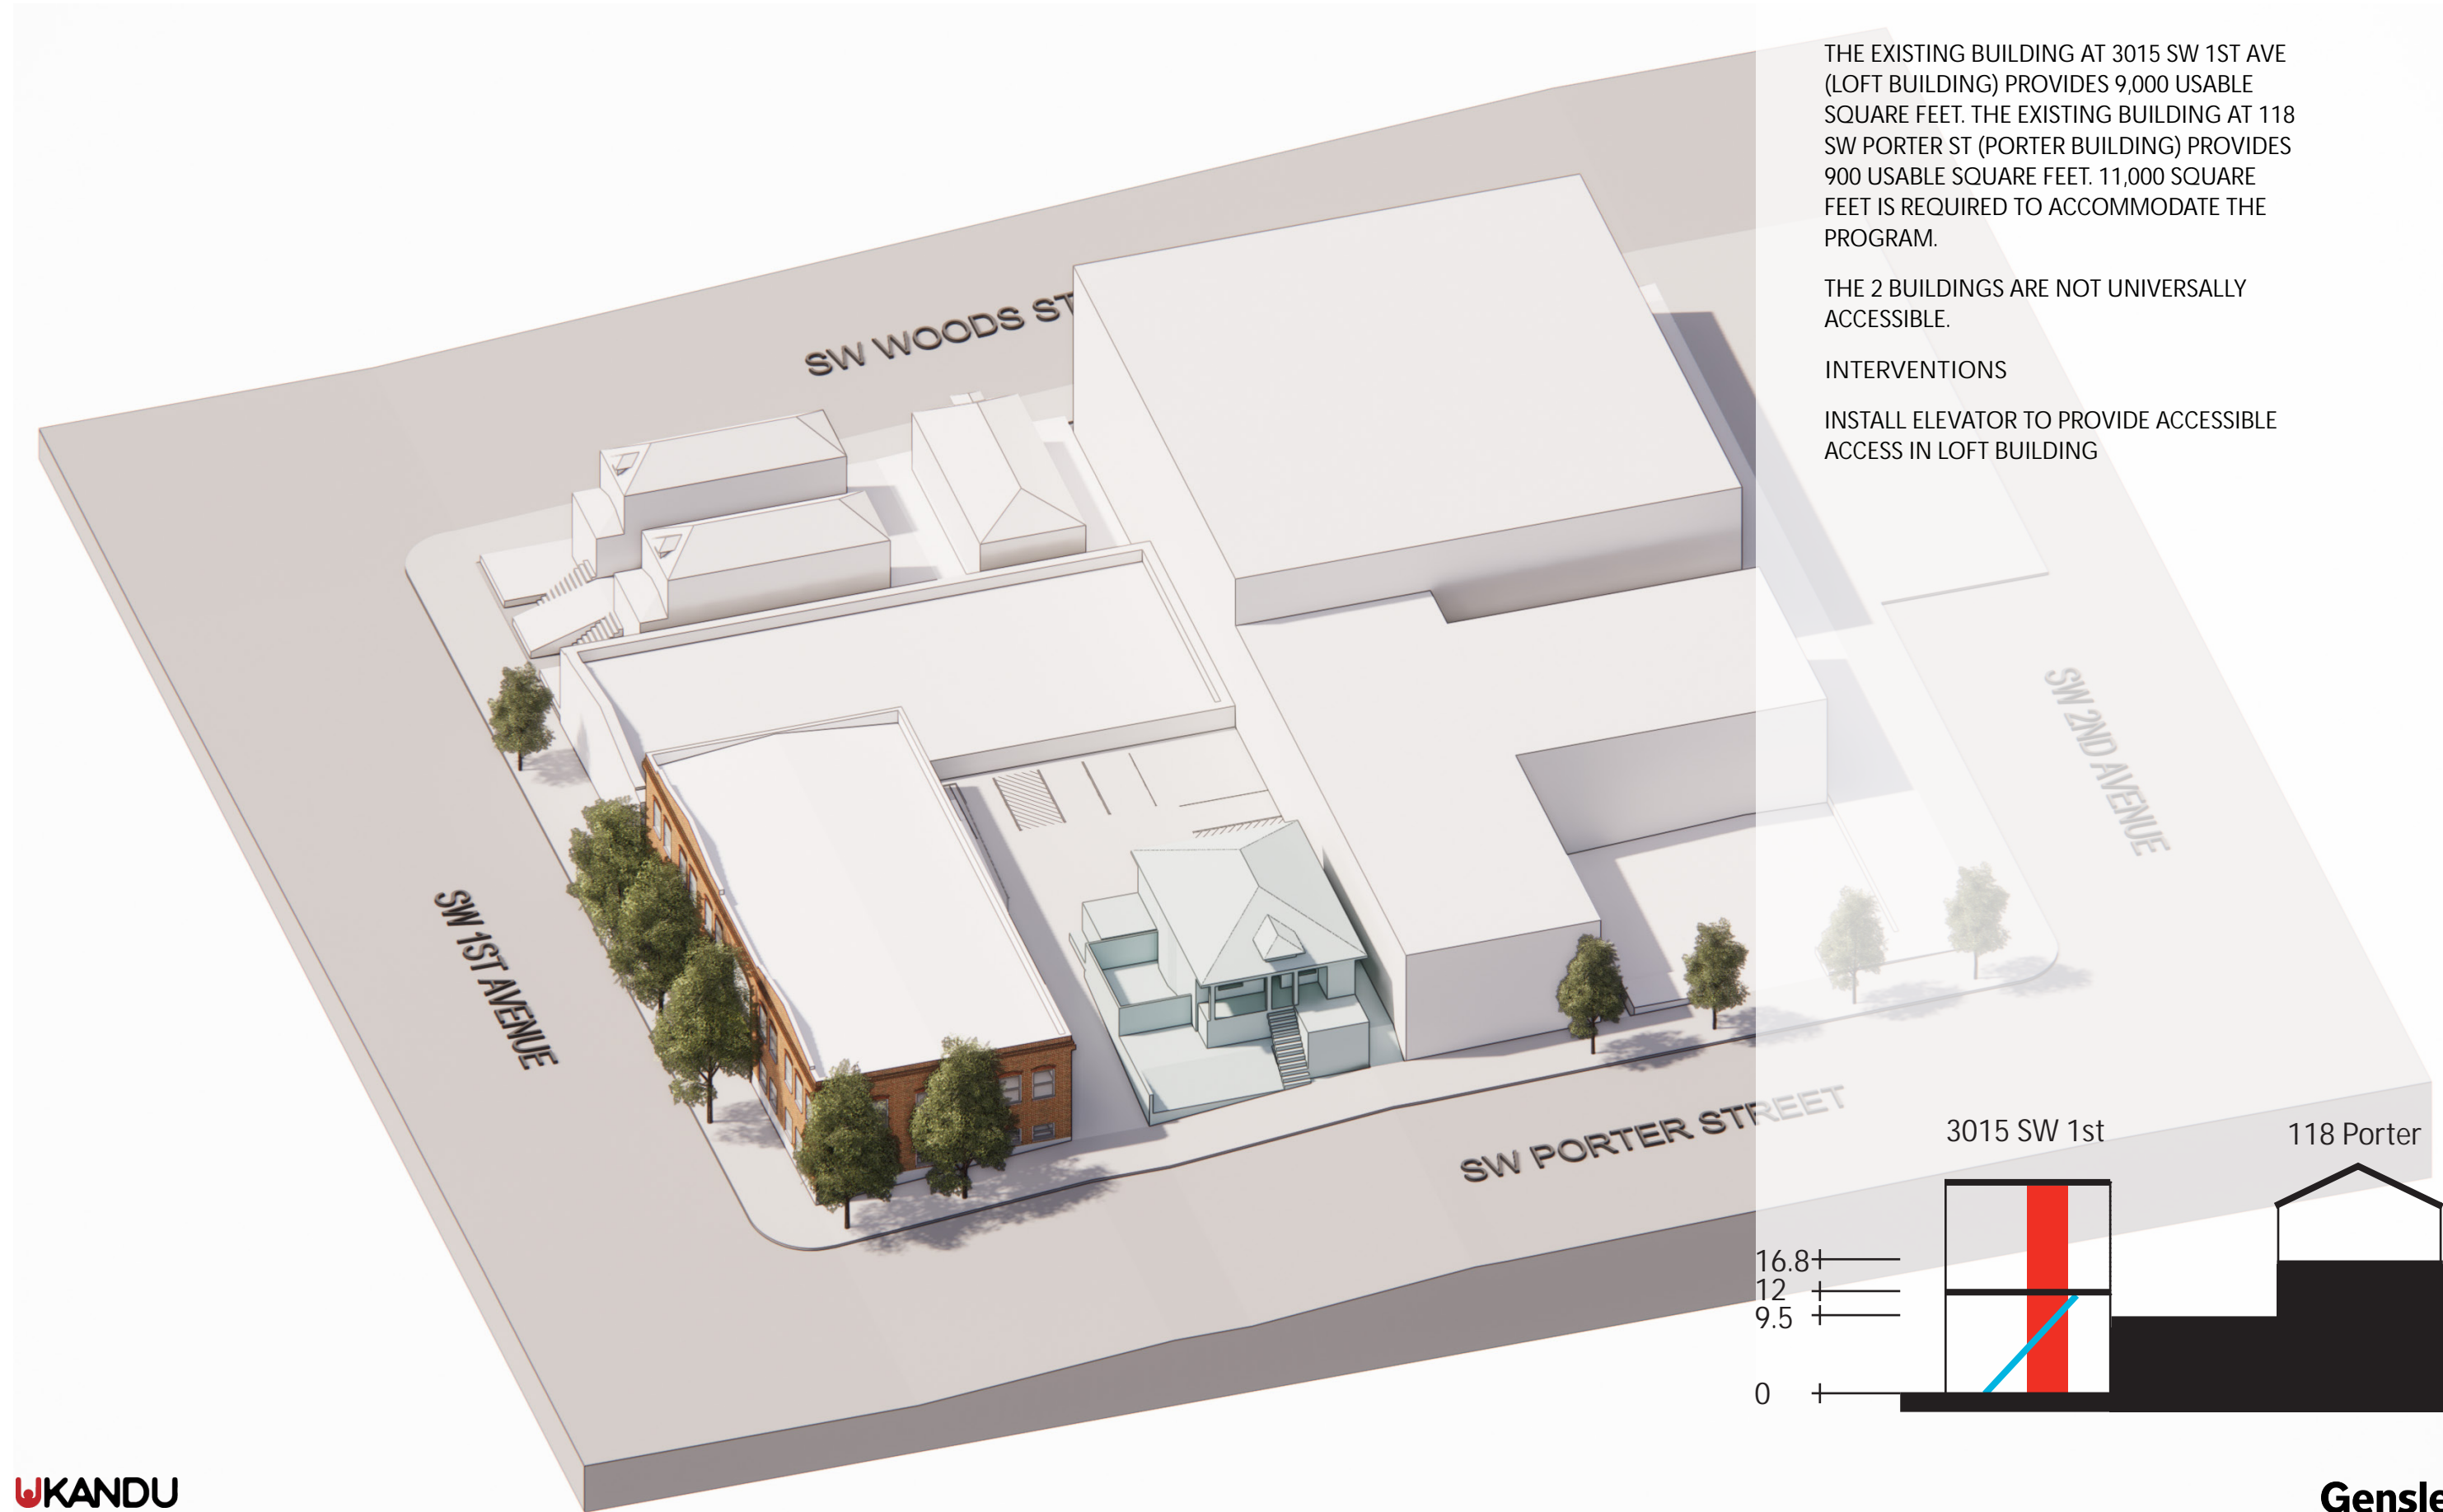 THE EXISTING BUILDING AT 3015 SW 1ST AVE
(LOFT BUILDING) PROVIDES 9,000 USABLE
SQUARE FEET. THE EXISTING BUILDING AT 118
SW PORTER ST (PORTER BUILDING) PROVIDES
900 USABLE SQUARE FEET. 11,000 SQUARE
FEET IS REQUIRED TO ACCOMMODATE THE
PROGRAM.
THE 2 BUILDINGS ARE NOT UNIVERSALLY
ACCESSIBLE.
INTERVENTIONS
INSTALL ELEVATOR TO PROVIDE ACCESSIBLE
ACCESS IN LOFT BUILDING
SW WOODS ST
SW 2ND AVENUE
SW 1ST AVENUE
SW PORTER STREET
3015 SW 1st
118 Porter
16.8
12
9.5
0
UKANDU
Gensle